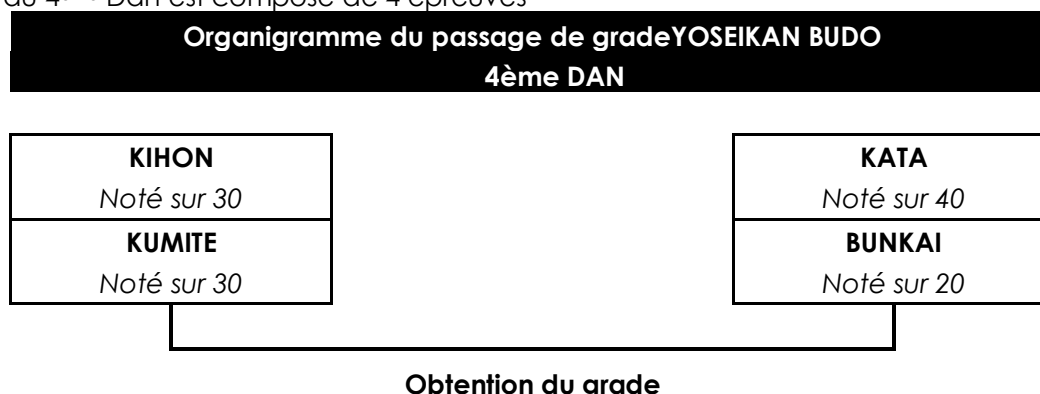 Dan est composé de 4 épreuves
Organigramme du passage de gradeYOSEIKAN BUDO
4ème DAN
KIHON
Noté sur 30
KUMITE
Noté sur 30
KATA
Noté sur 40
BUNKAI
Noté sur 20
Obtention du grade